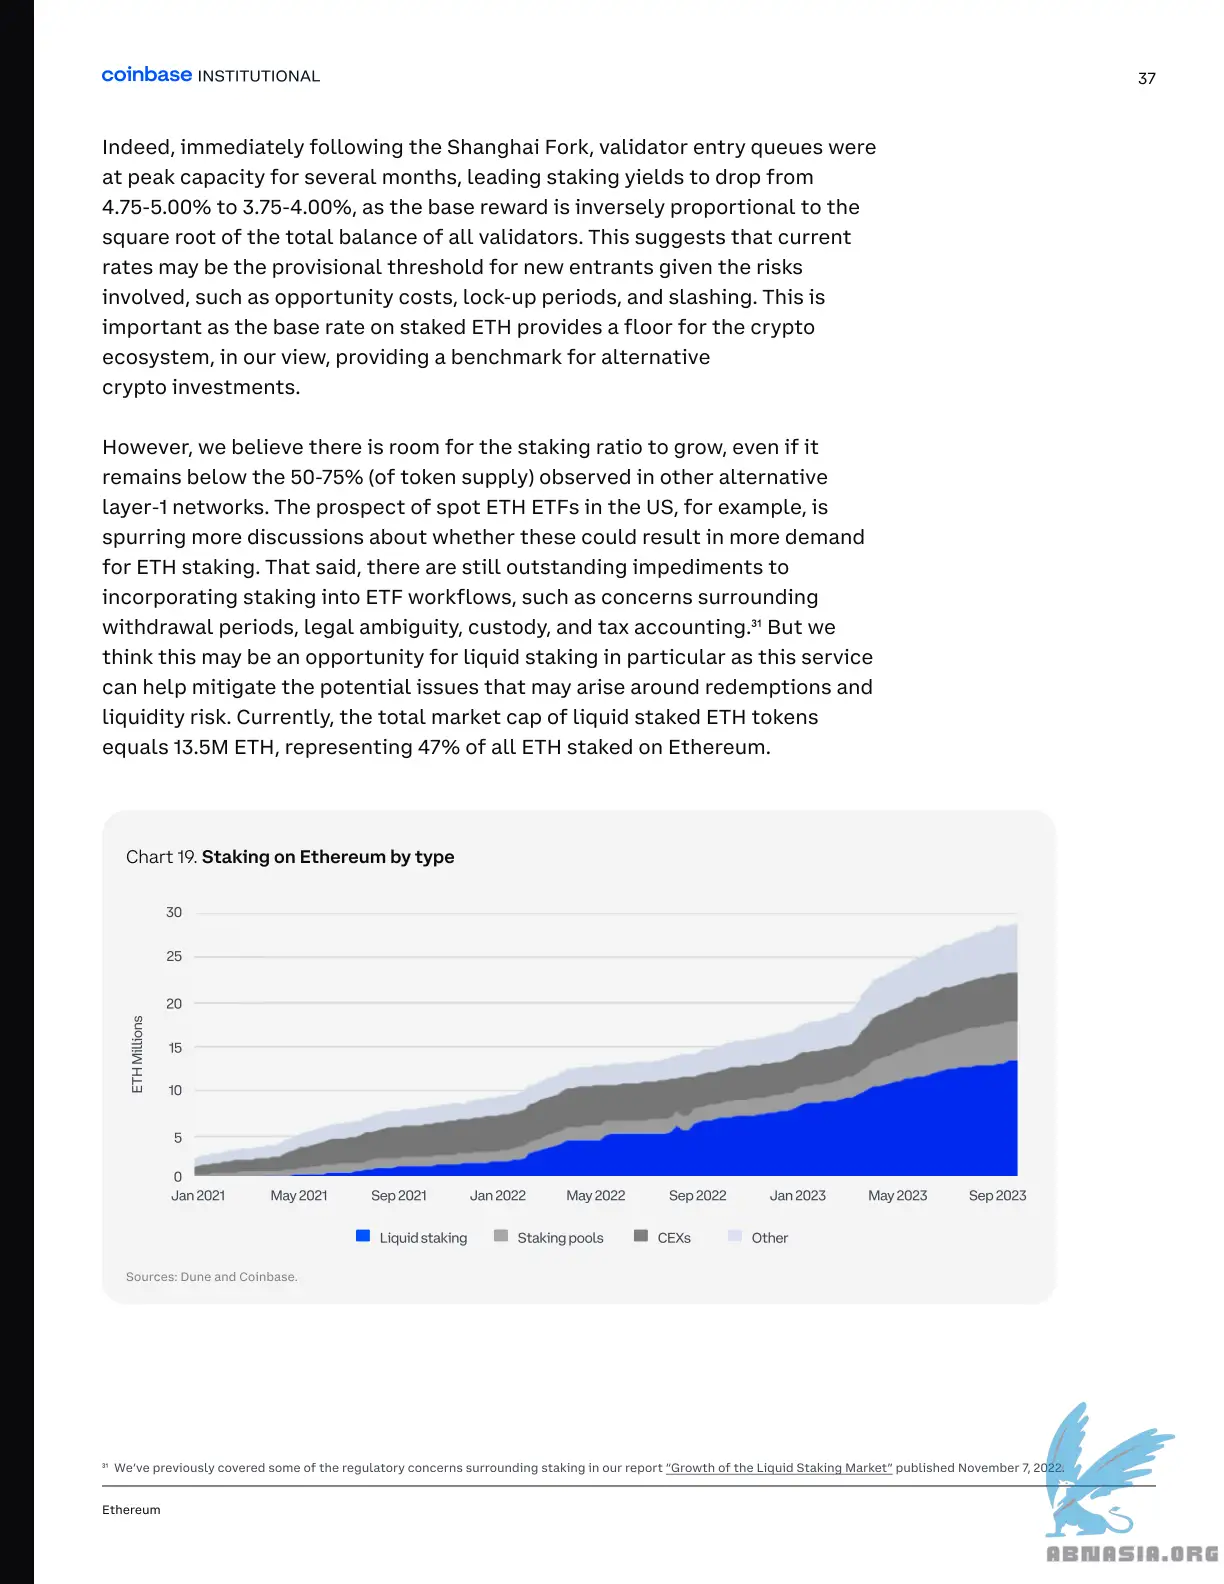 coinbase INSTITUTIONAL
37
Indeed, immediately following the Shanghai Fork, validator entry queues were
at peak capacity for several months, leading staking yields to drop from
4.75-5.00% to 3.75-4.00%, as the base reward is inversely proportional to the
square root of the total balance of all validators. This suggests that current
rates may be the provisional threshold for new entrants given the risks
involved, such as opportunity costs, lock-up periods, and slashing. This is
important as the base rate on staked ETH provides a floor for the crypto
ecosystem, in our view, providing a benchmark for alternative
crypto investments.
However, we believe there is room for the staking ratio to grow, even if it
remains below the 50-75% (of token supply) observed in other alternative
layer-1 networks. The prospect of spot ETH ETFs in the US, for example, is
spurring more discussions about whether these could result in more demand
for ETH staking. That said, there are still outstanding impediments to
incorporating staking into ETF workflows, such as concerns surrounding
withdrawal periods, legal ambiguity, custody, and tax accounting.³¹ But we
think this may be an opportunity for liquid staking in particular as this service
can help mitigate the potential issues that may arise around redemptions and
liquidity risk. Currently, the total market cap of liquid staked ETH tokens
equals 13.5M ETH, representing 47% of all ETH staked on Ethereum.
Chart 19. Staking on Ethereum by type
ETH Millions
30
25
20
15
10
5
0
Jan 2021 May 2021 Sep 2021 Jan 2022 May 2022 Sep 2022 Jan 2023 May 2023 Sep 2023
Liquid staking Staking pools CEXs Other
Sources: Dune and Coinbase.
³¹ We've previously covered some of the regulatory concerns surrounding staking in our report "Growth of the Liquid Staking Market" published November 7, 2022.
Ethereum
ABNASIA.ORG